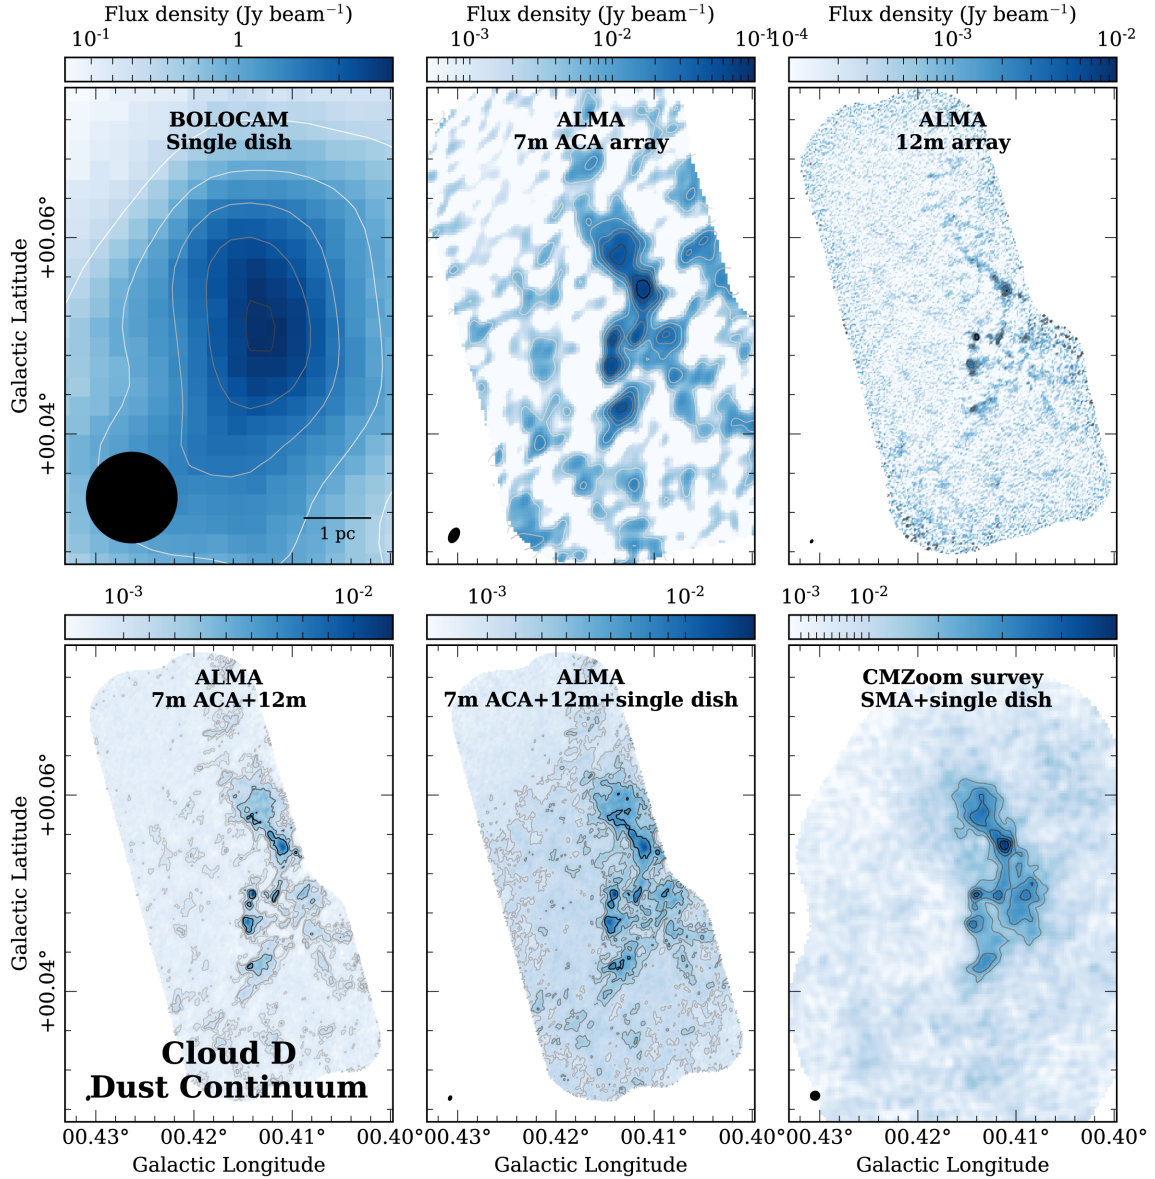 Flux density (Jy beam⁻¹)
Flux density (Jy beam⁻¹)
Flux density (Jy beam⁻¹)
10⁻¹ 1
10⁻³ 10⁻² 10⁻¹
10⁻⁴ 10⁻³ 10⁻²
BOLOCAM
Single dish
ALMA
7m ACA array
ALMA
12m array
+00.06°
+00.04°
Galactic Latitude
1 pc
10⁻³ 10⁻²
10⁻³ 10⁻²
10⁻³ 10⁻²
ALMA
7m ACA+12m
ALMA
7m ACA+12m+single dish
CMZoom survey
SMA+single dish
+00.06°
+00.04°
Galactic Latitude
Cloud D
Dust Continuum
00.43° 00.42° 00.41° 00.40°
00.43° 00.42° 00.41° 00.40°
00.43° 00.42° 00.41° 00.40°
Galactic Longitude
Galactic Longitude
Galactic Longitude